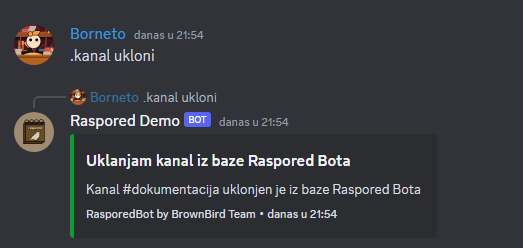 Borneto danas u 21:54
.kanal ukloni
Borneto .kanal ukloni
Raspored Demo BOT danas u 21:54
Uklanjam kanal iz baze Raspored Bota
Kanal #dokumentacija uklonjen je iz baze Raspored Bota
RasporedBot by BrownBird Team • danas u 21:54